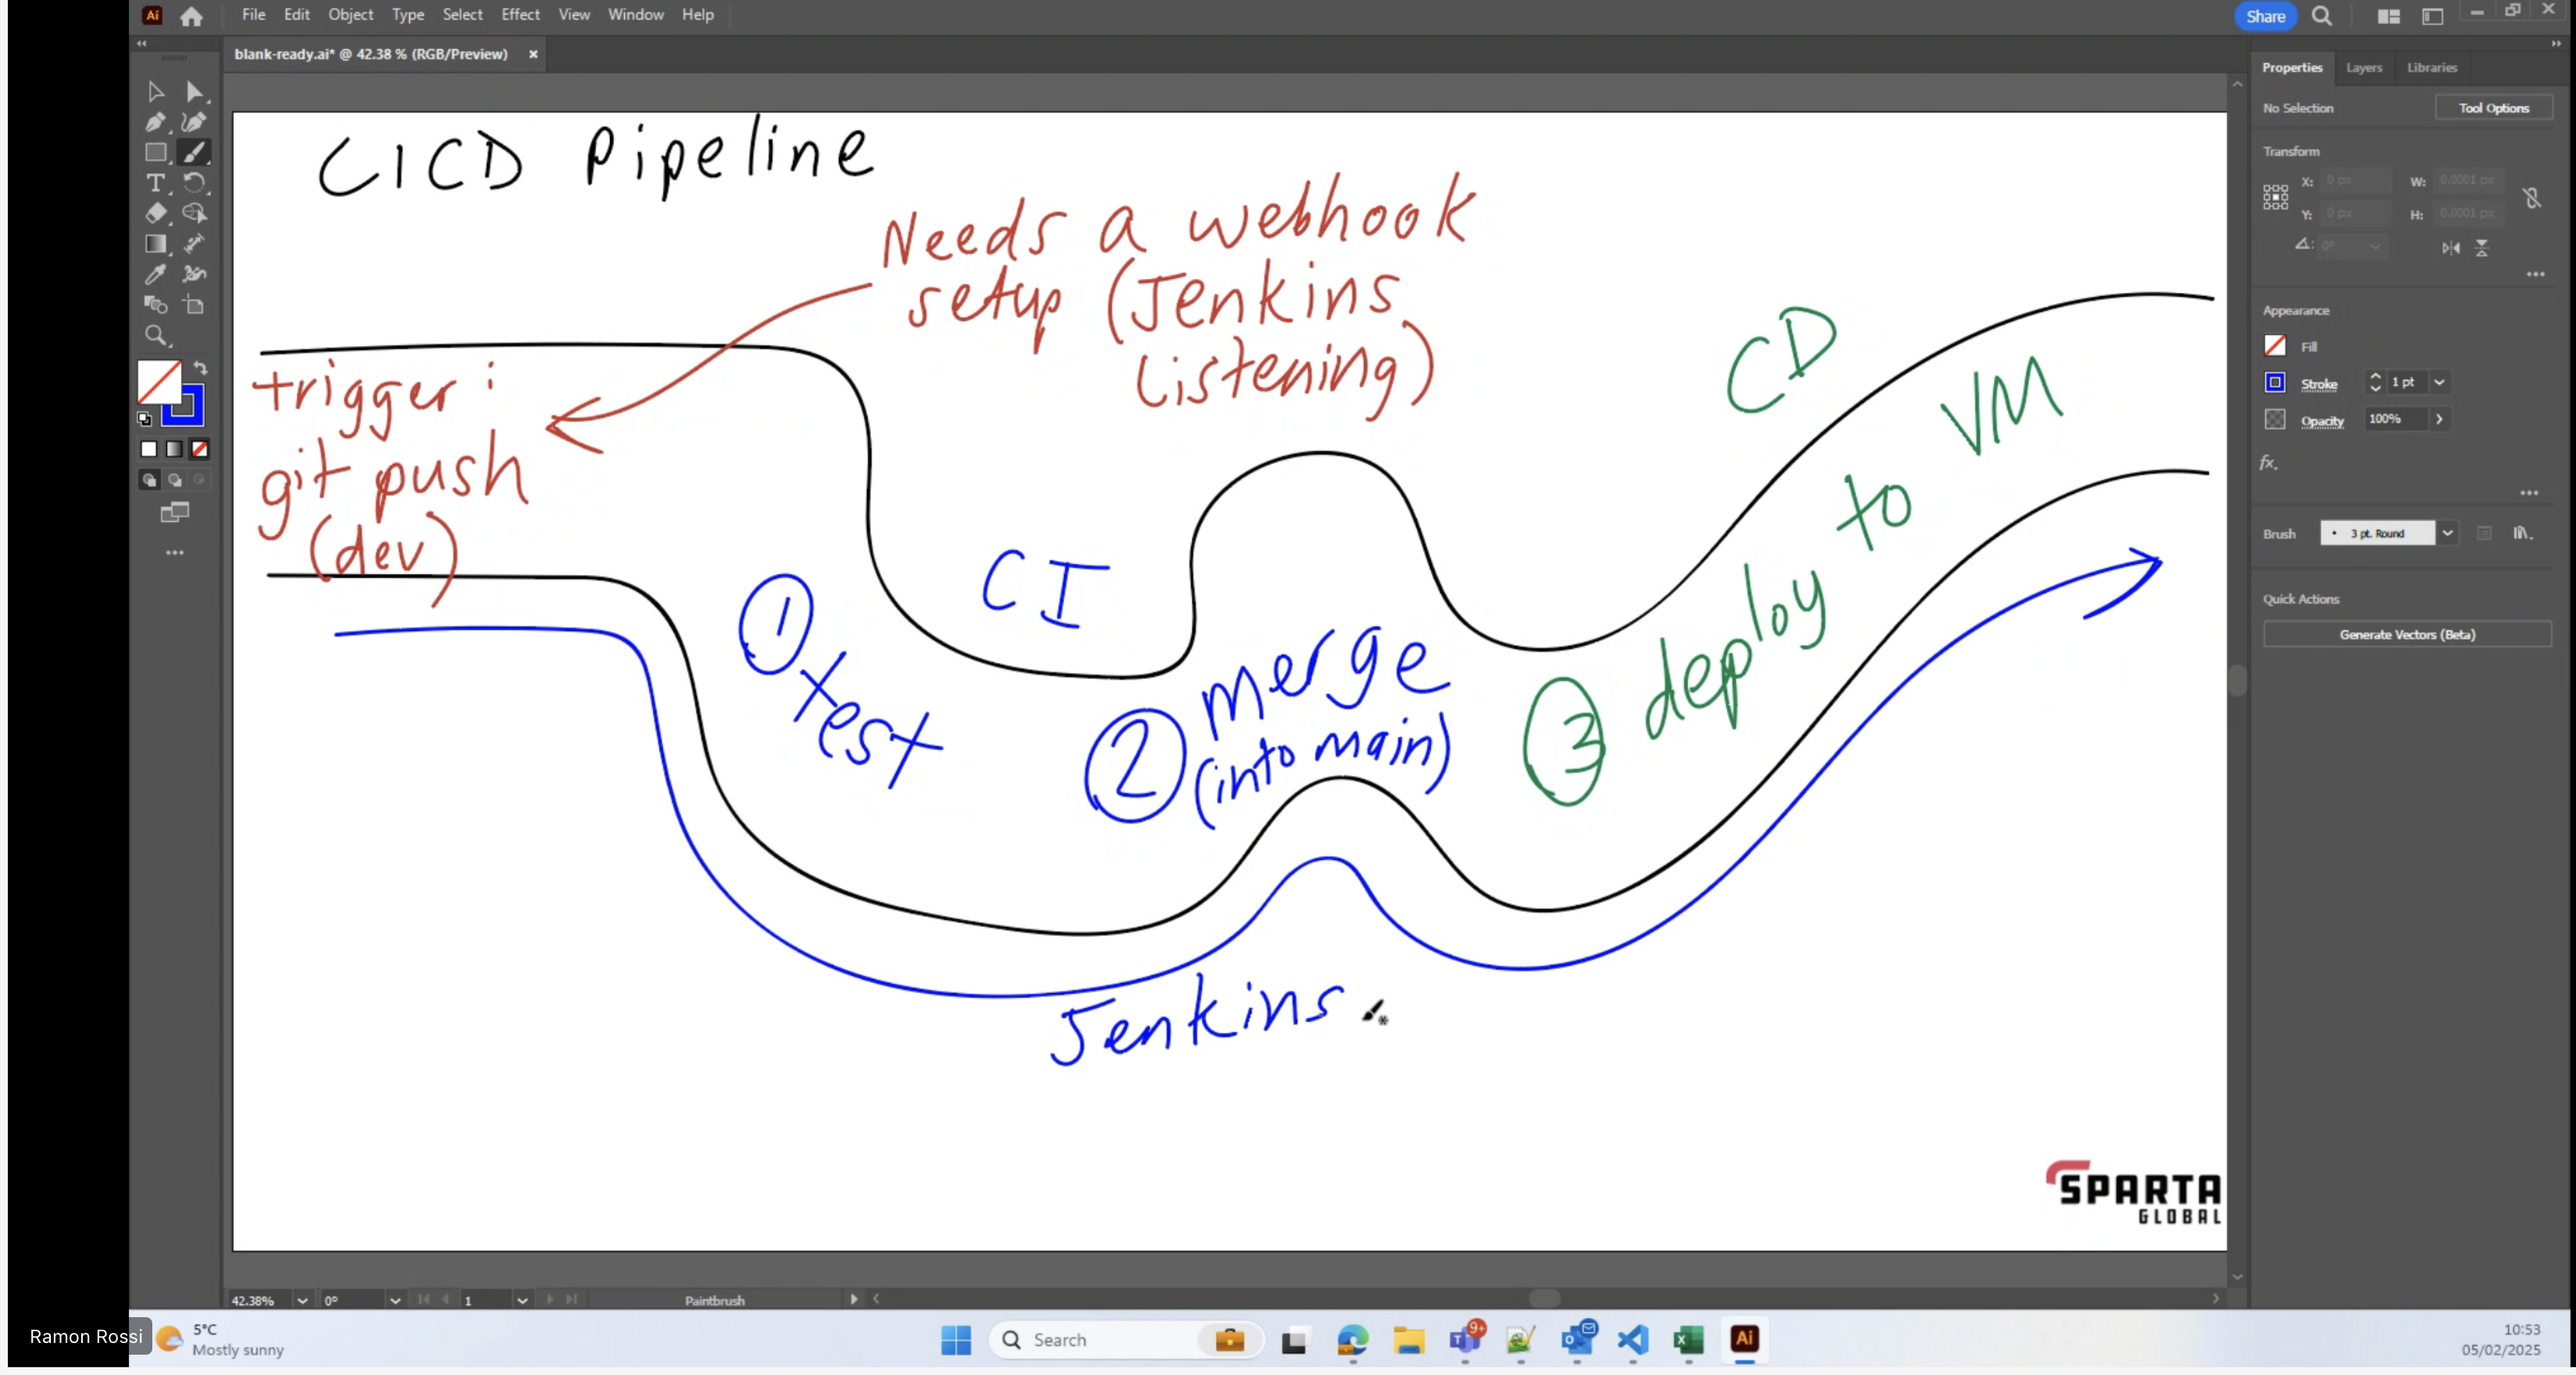 Ai File Edit Object Type Select Effect View Window Help Share
blank-ready.ai* @ 42.38 % (RGB/Preview) ×
CICD Pipeline
Needs a webhook
setup (Jenkins
Listening)
trigger:
git push
(dev)
CI
① test
② merge
(into main)
CD
③ deploy to VM
Jenkins
SPARTA
GLOBAL
Properties Layers Libraries
No Selection Tool Options
Transform
X: 0 px W: 0.0001 px
Y: 0 px H: 0.0001 px
0°
Appearance
Fill
Stroke 1 pt
Opacity 100%
fx.
Brush 3 pt. Round
Quick Actions
Generate Vectors (Beta)
42.38% 0° 1 Paintbrush
Ramon Rossi
5°C
Mostly sunny
Search
9+
Ai
10:53
05/02/2025